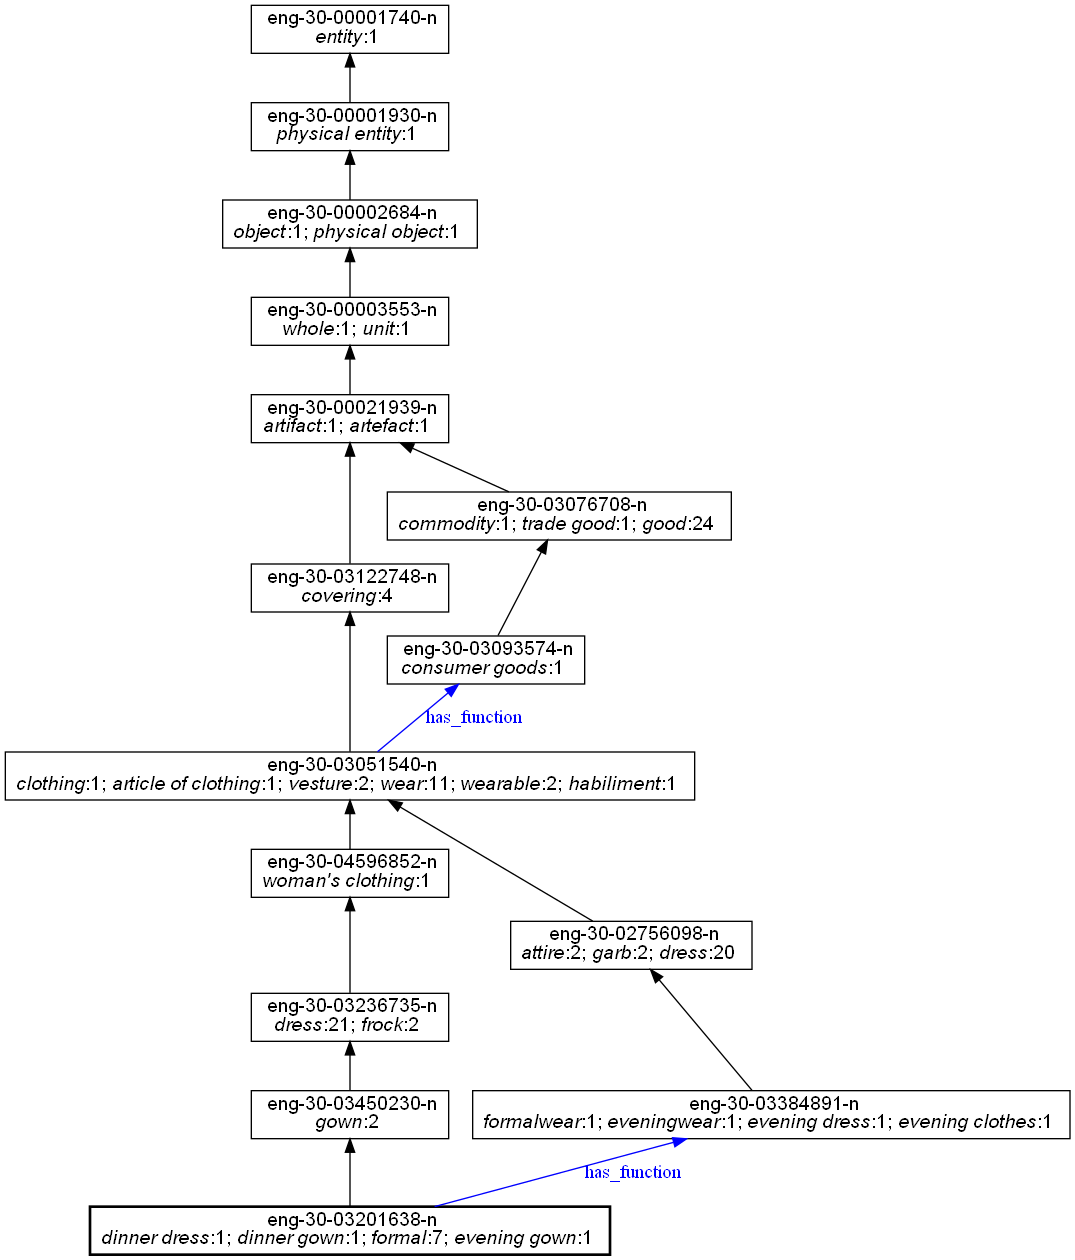 eng-30-00001740-n
entity:1
eng-30-00001930-n
physical entity:1
eng-30-00002684-n
object:1; physical object:1
eng-30-00003553-n
whole:1; unit:1
eng-30-00021939-n
artifact:1; artefact:1
eng-30-03076708-n
commodity:1; trade good:1; good:24
eng-30-03122748-n
covering:4
eng-30-03093574-n
consumer goods:1
has_function
eng-30-03051540-n
clothing:1; article of clothing:1; vesture:2; wear:11; wearable:2; habiliment:1
eng-30-04596852-n
woman's clothing:1
eng-30-02756098-n
attire:2; garb:2; dress:20
eng-30-03236735-n
dress:21; frock:2
eng-30-03450230-n
gown:2
eng-30-03384891-n
formalwear:1; eveningwear:1; evening dress:1; evening clothes:1
has_function
eng-30-03201638-n
dinner dress:1; dinner gown:1; formal:7; evening gown:1